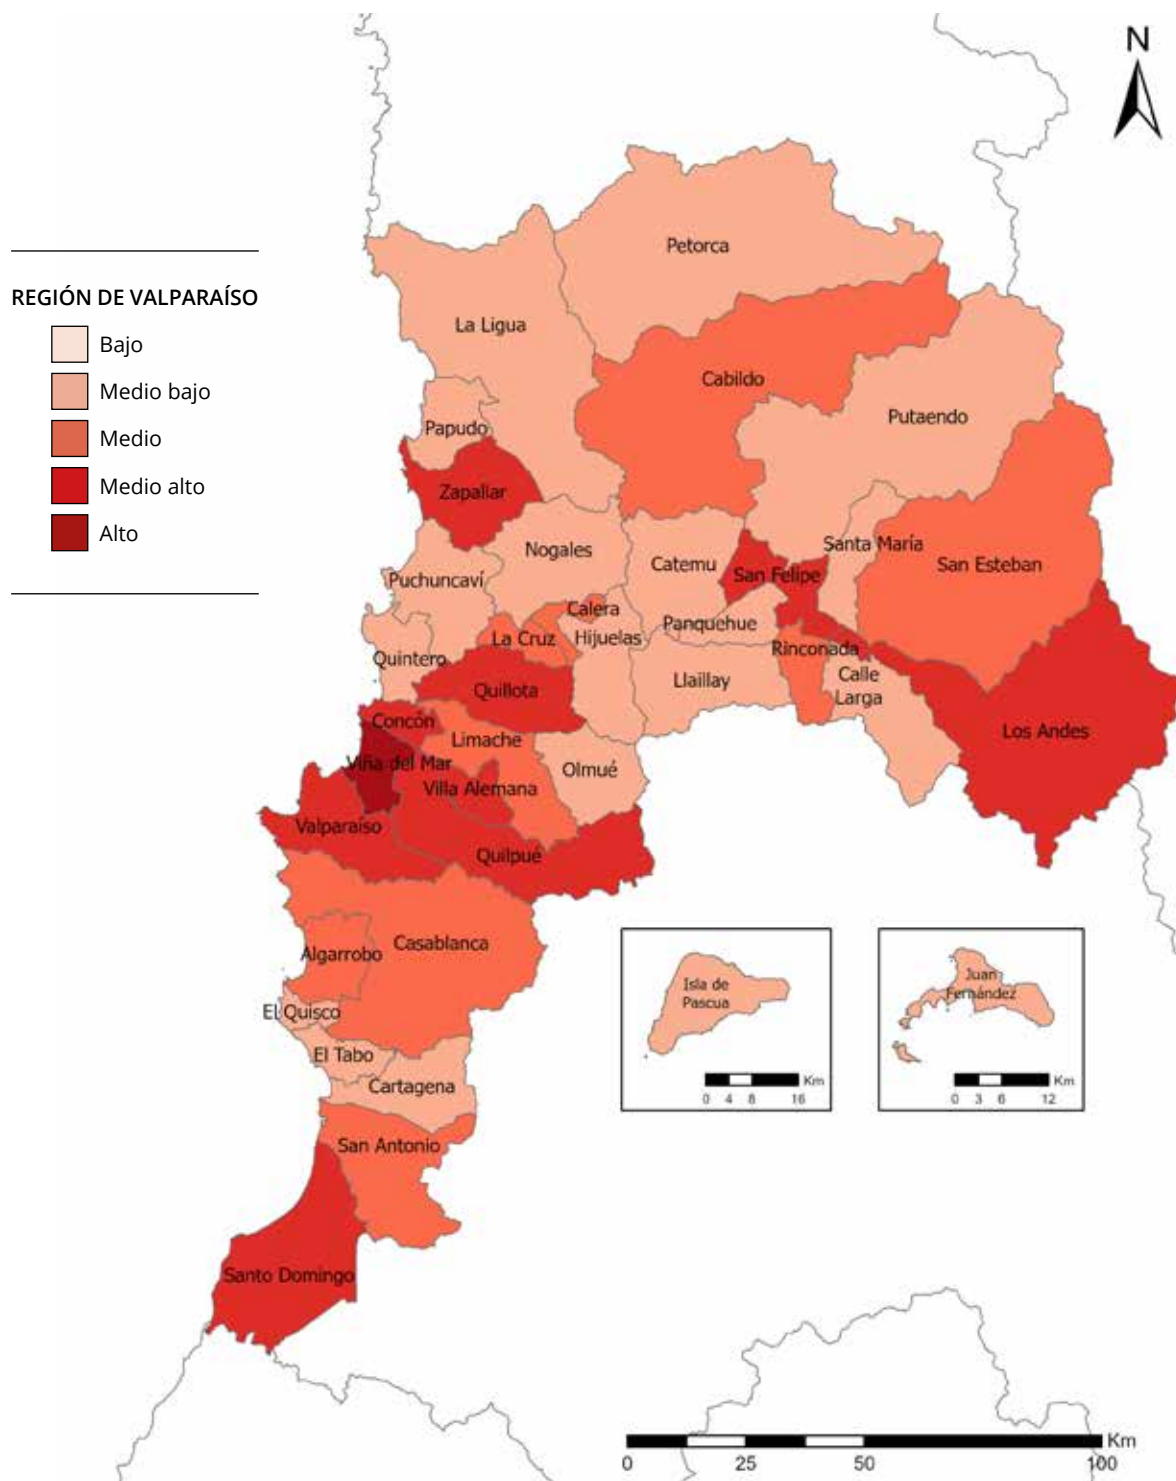 N
REGIÓN DE VALPARAÍSO
Bajo
Medio bajo
Medio
Medio alto
Alto
Petorca
La Ligua
Cabildo
Putaendo
Papudo
Zapallar
Nogales
Santa María
Catemu
San Felipe
San Esteban
Puchuncaví
Calera
La Cruz
Hijuelas
Panquehue
Rinconada
Quintero
Quillota
Llaillay
Calle
Larga
Concón
Limache
Los Andes
Viña del Mar
Villa Alemana
Olmué
Valparaíso
Quilpué
Casablanca
Algarrobo
El Quisco
El Tabo
Cartagena
San Antonio
Santo Domingo
Isla de
Pascua
Km
0 4 8 16
Juan
Fernández
Km
0 3 6 12
Km
0 25 50 100